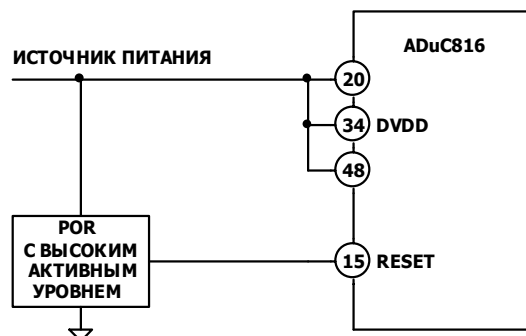 ADuC816
ИСТОЧНИК ПИТАНИЯ
20
34 DVDD
48
POR
С ВЫСОКИМ
АКТИВНЫМ
УРОВНЕМ
15 RESET